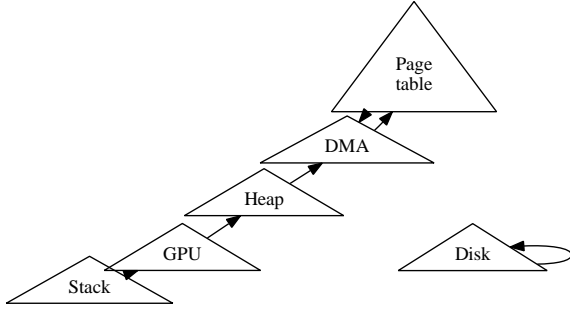 Page
table
DMA
Heap
GPU
Disk
Stack